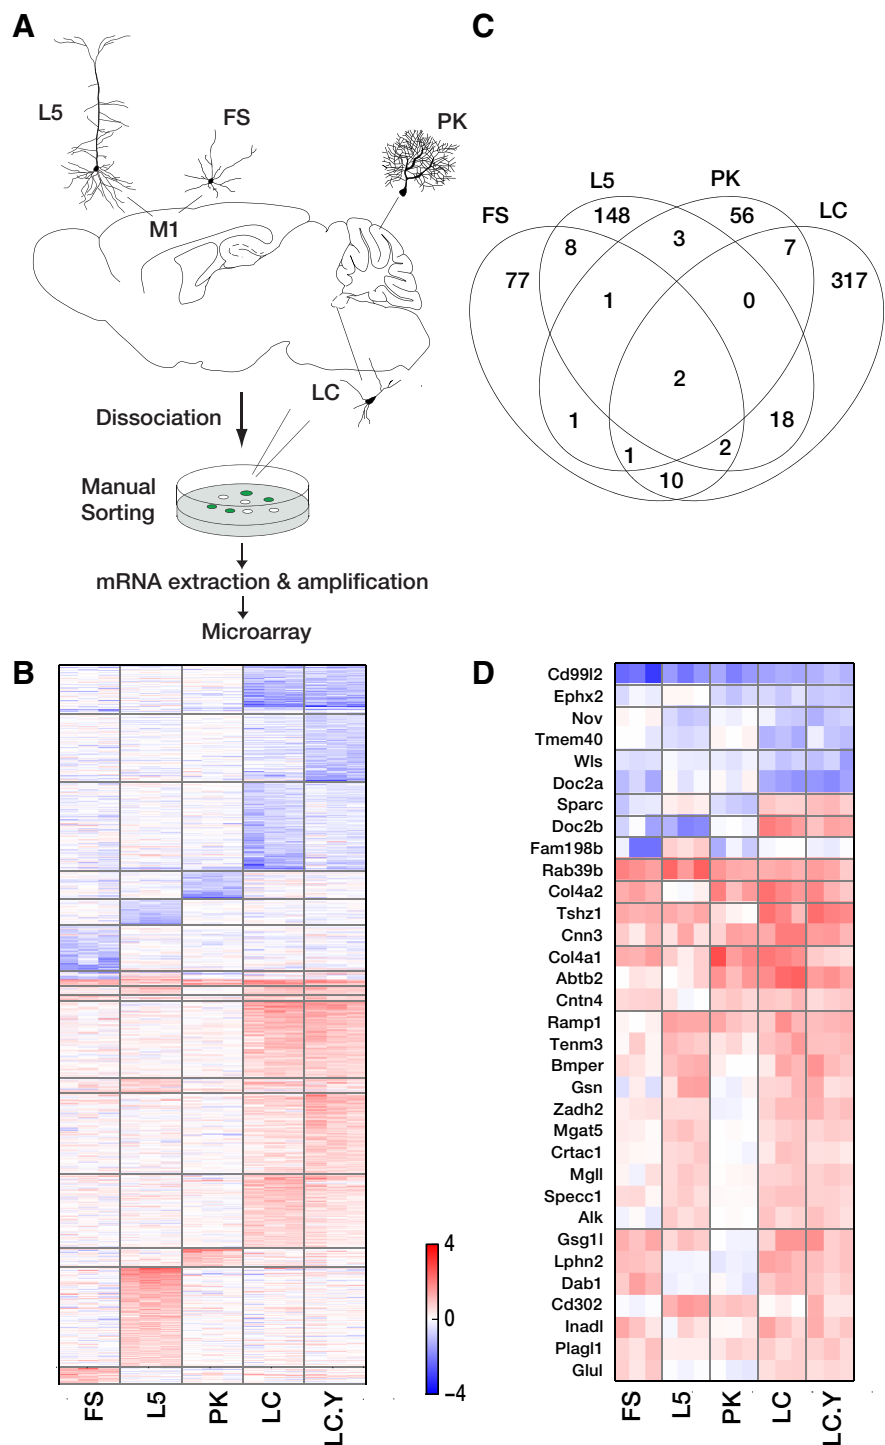 A
L5
FS
PK
M1
LC
Dissociation
Manual
Sorting
mRNA extraction & amplification
Microarray
C
L5
PK
FS
LC
148
56
8
3
7
77
317
1
0
2
1
18
1
2
10
B
4
0
−4
FS
L5
PK
LC
LC.Y
D
Cd99l2
Ephx2
Nov
Tmem40
Wls
Doc2a
Sparc
Doc2b
Fam198b
Rab39b
Col4a2
Tshz1
Cnn3
Col4a1
Abtb2
Cntn4
Ramp1
Tenm3
Bmper
Gsn
Zadh2
Mgat5
Crtac1
Mgll
Specc1
Alk
Gsg1l
Lphn2
Dab1
Cd302
Inadl
Plagl1
Glul
FS
L5
PK
LC
LC.Y